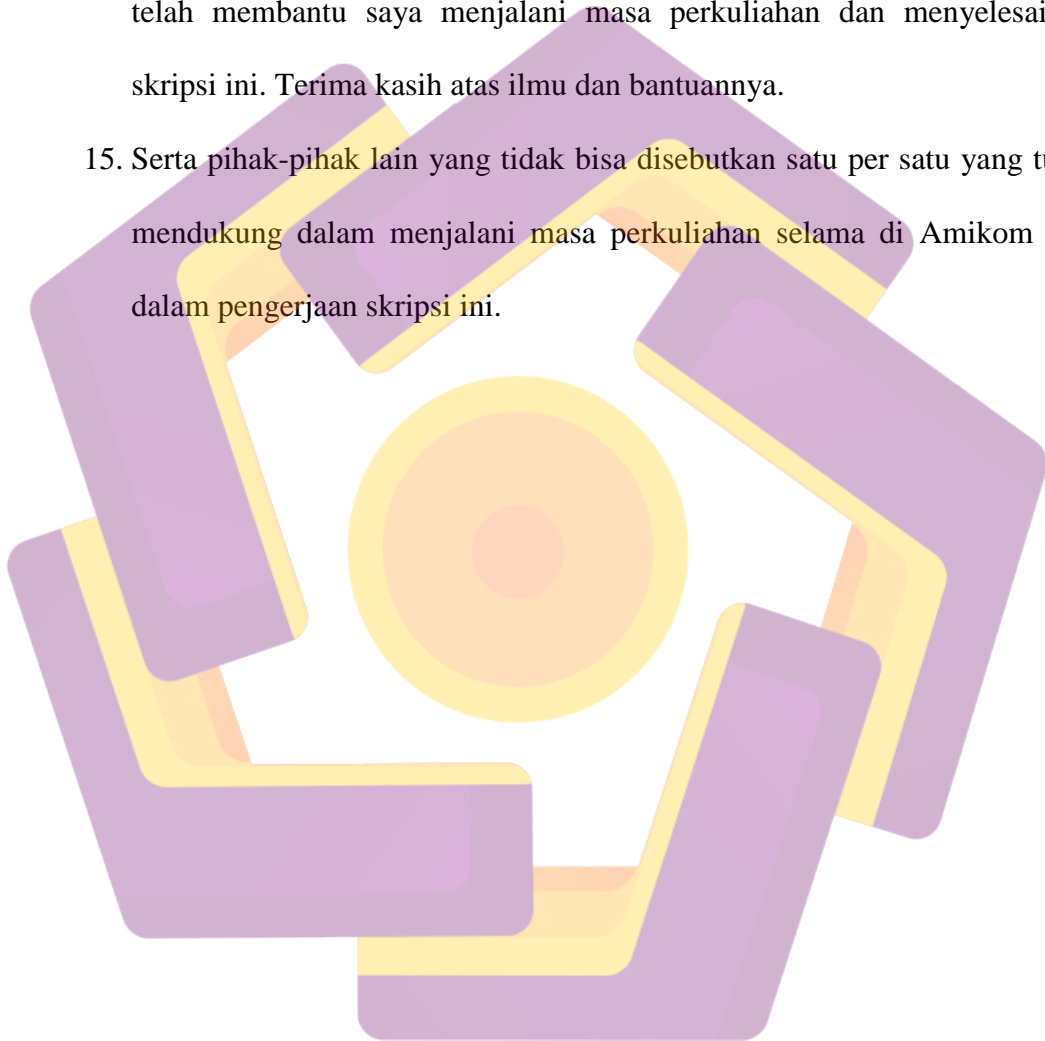 telah membantu saya menjalani masa perkuliahan dan menyelesai
skripsi ini. Terima kasih atas ilmu dan bantuannya.
15. Serta pihak-pihak lain yang tidak bisa disebutkan satu per satu yang
mendukung dalam menjalani masa perkuliahan selama di Amikom
dalam pengerjaan skripsi ini.